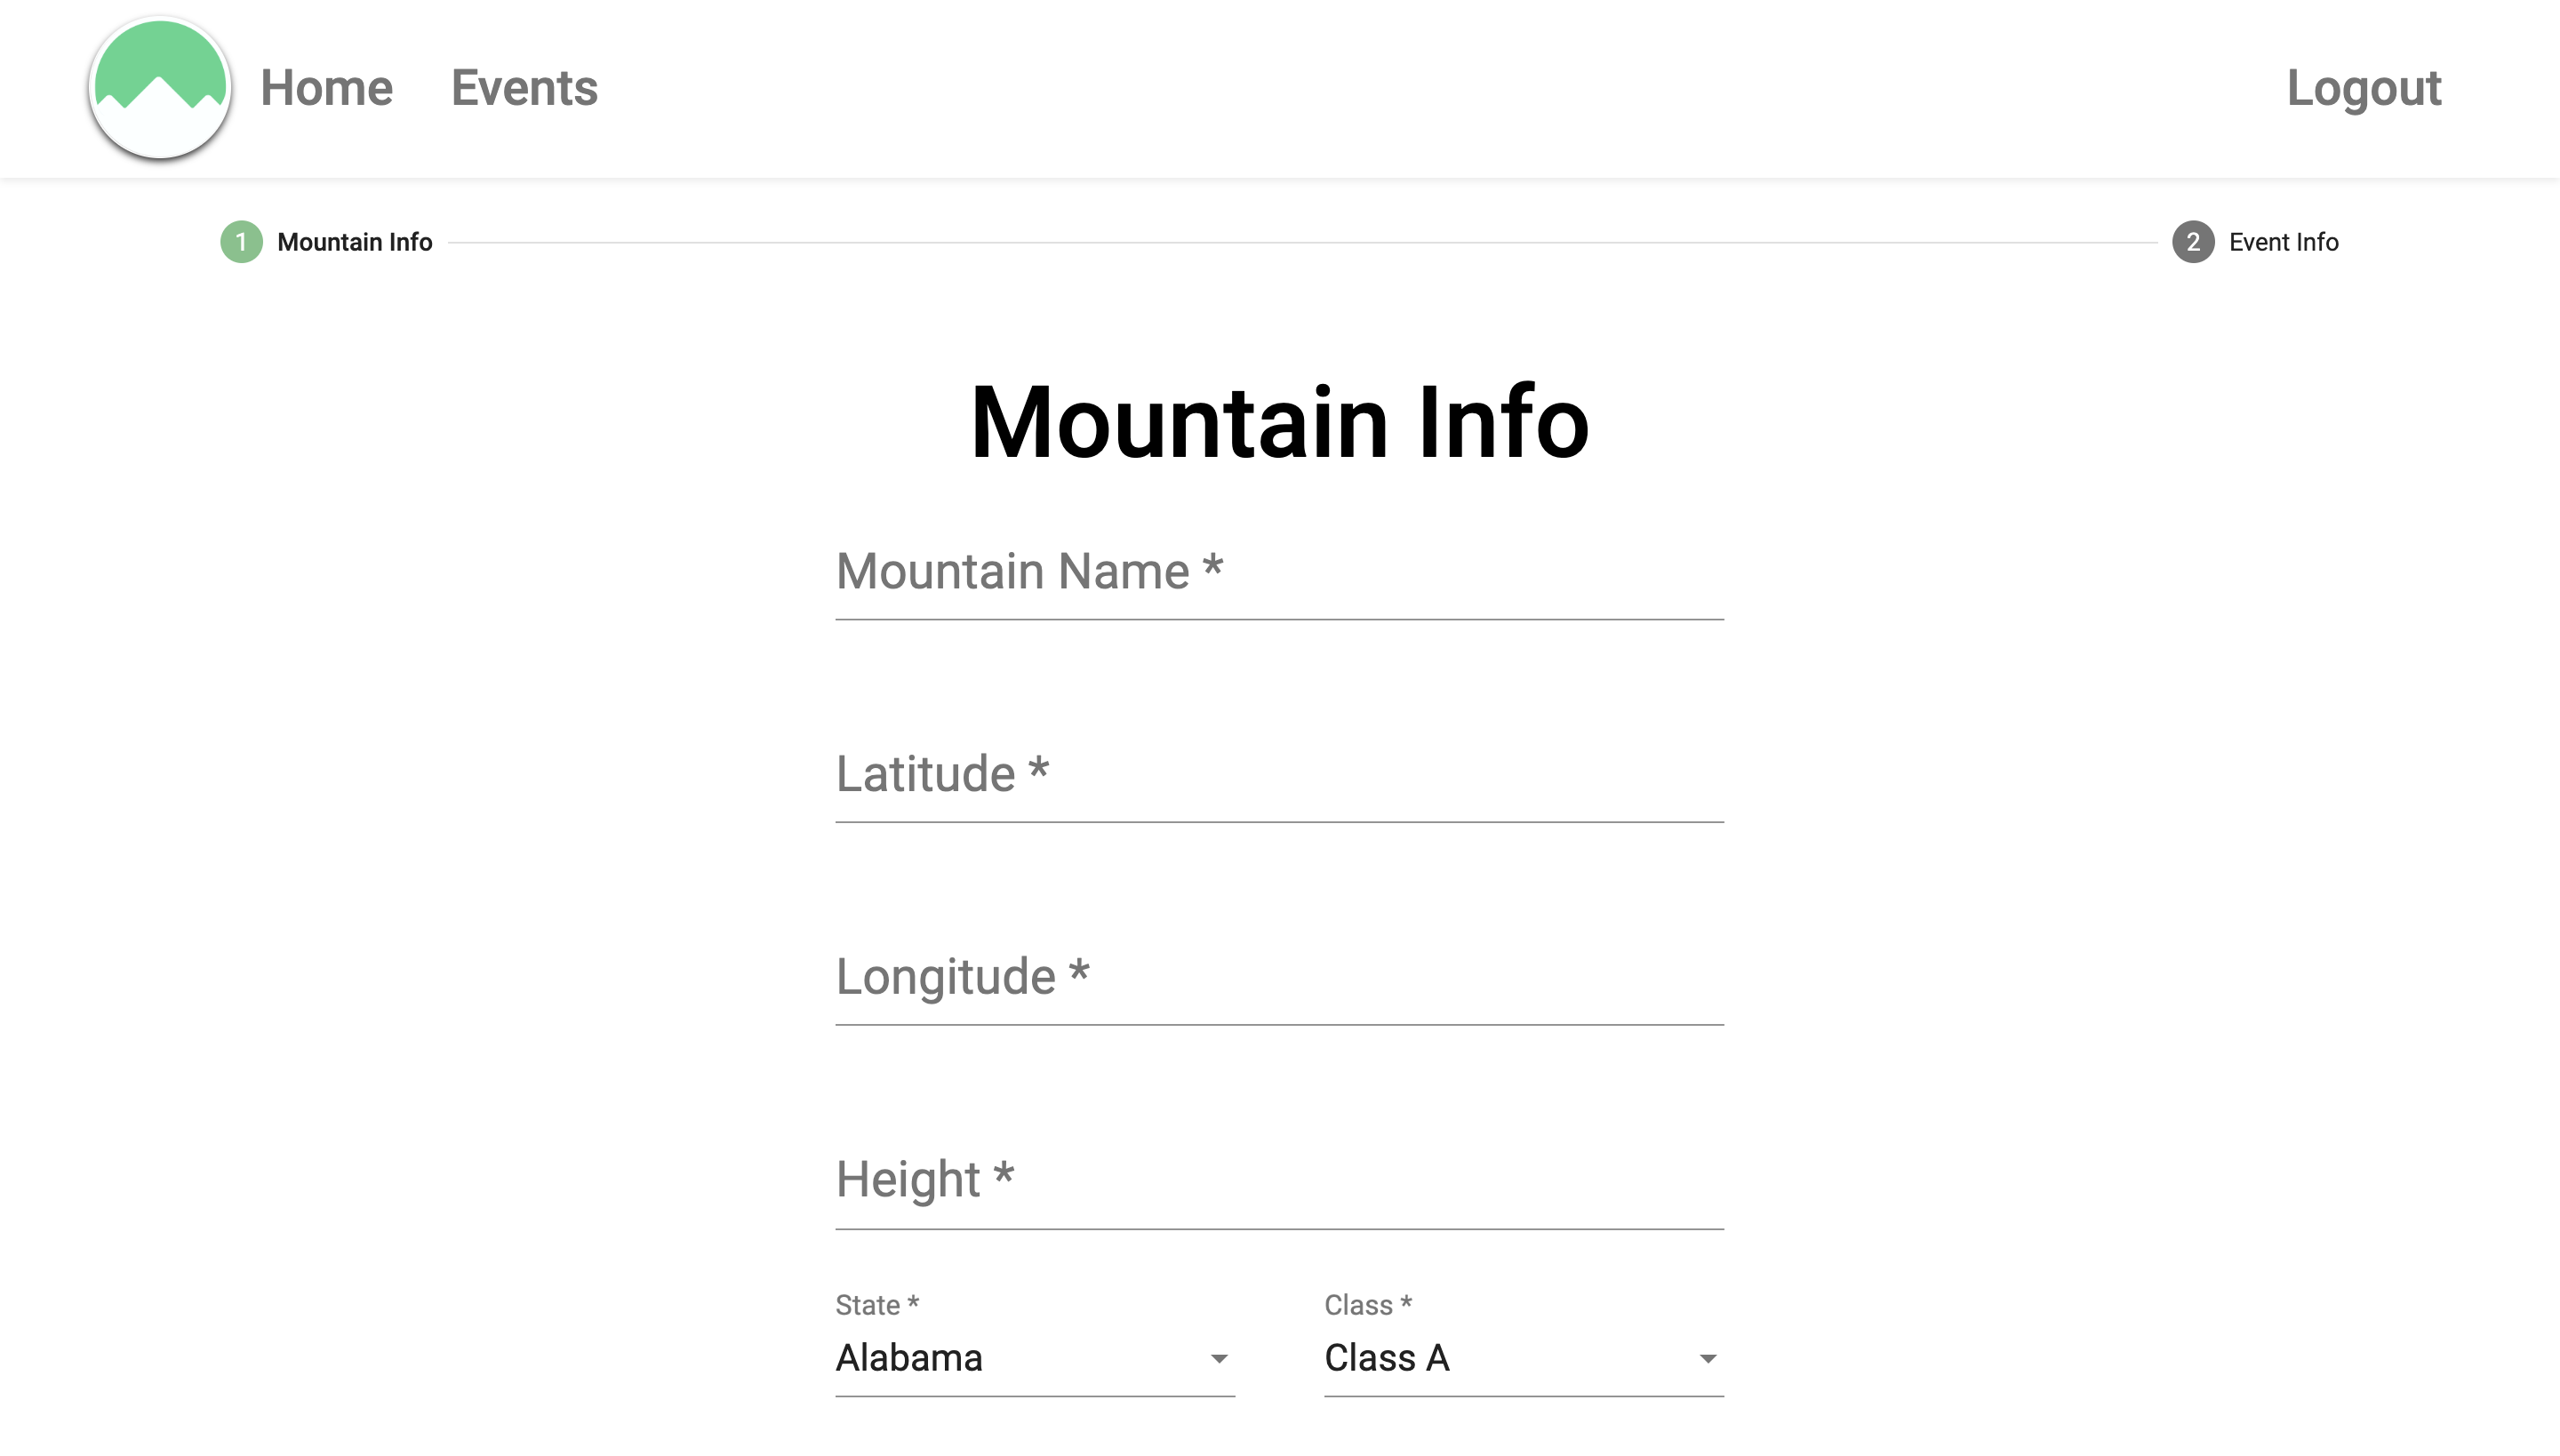 Home Events Logout
1 Mountain Info 2 Event Info
Mountain Info
Mountain Name *
Latitude *
Longitude *
Height *
State * Class *
Alabama Class A